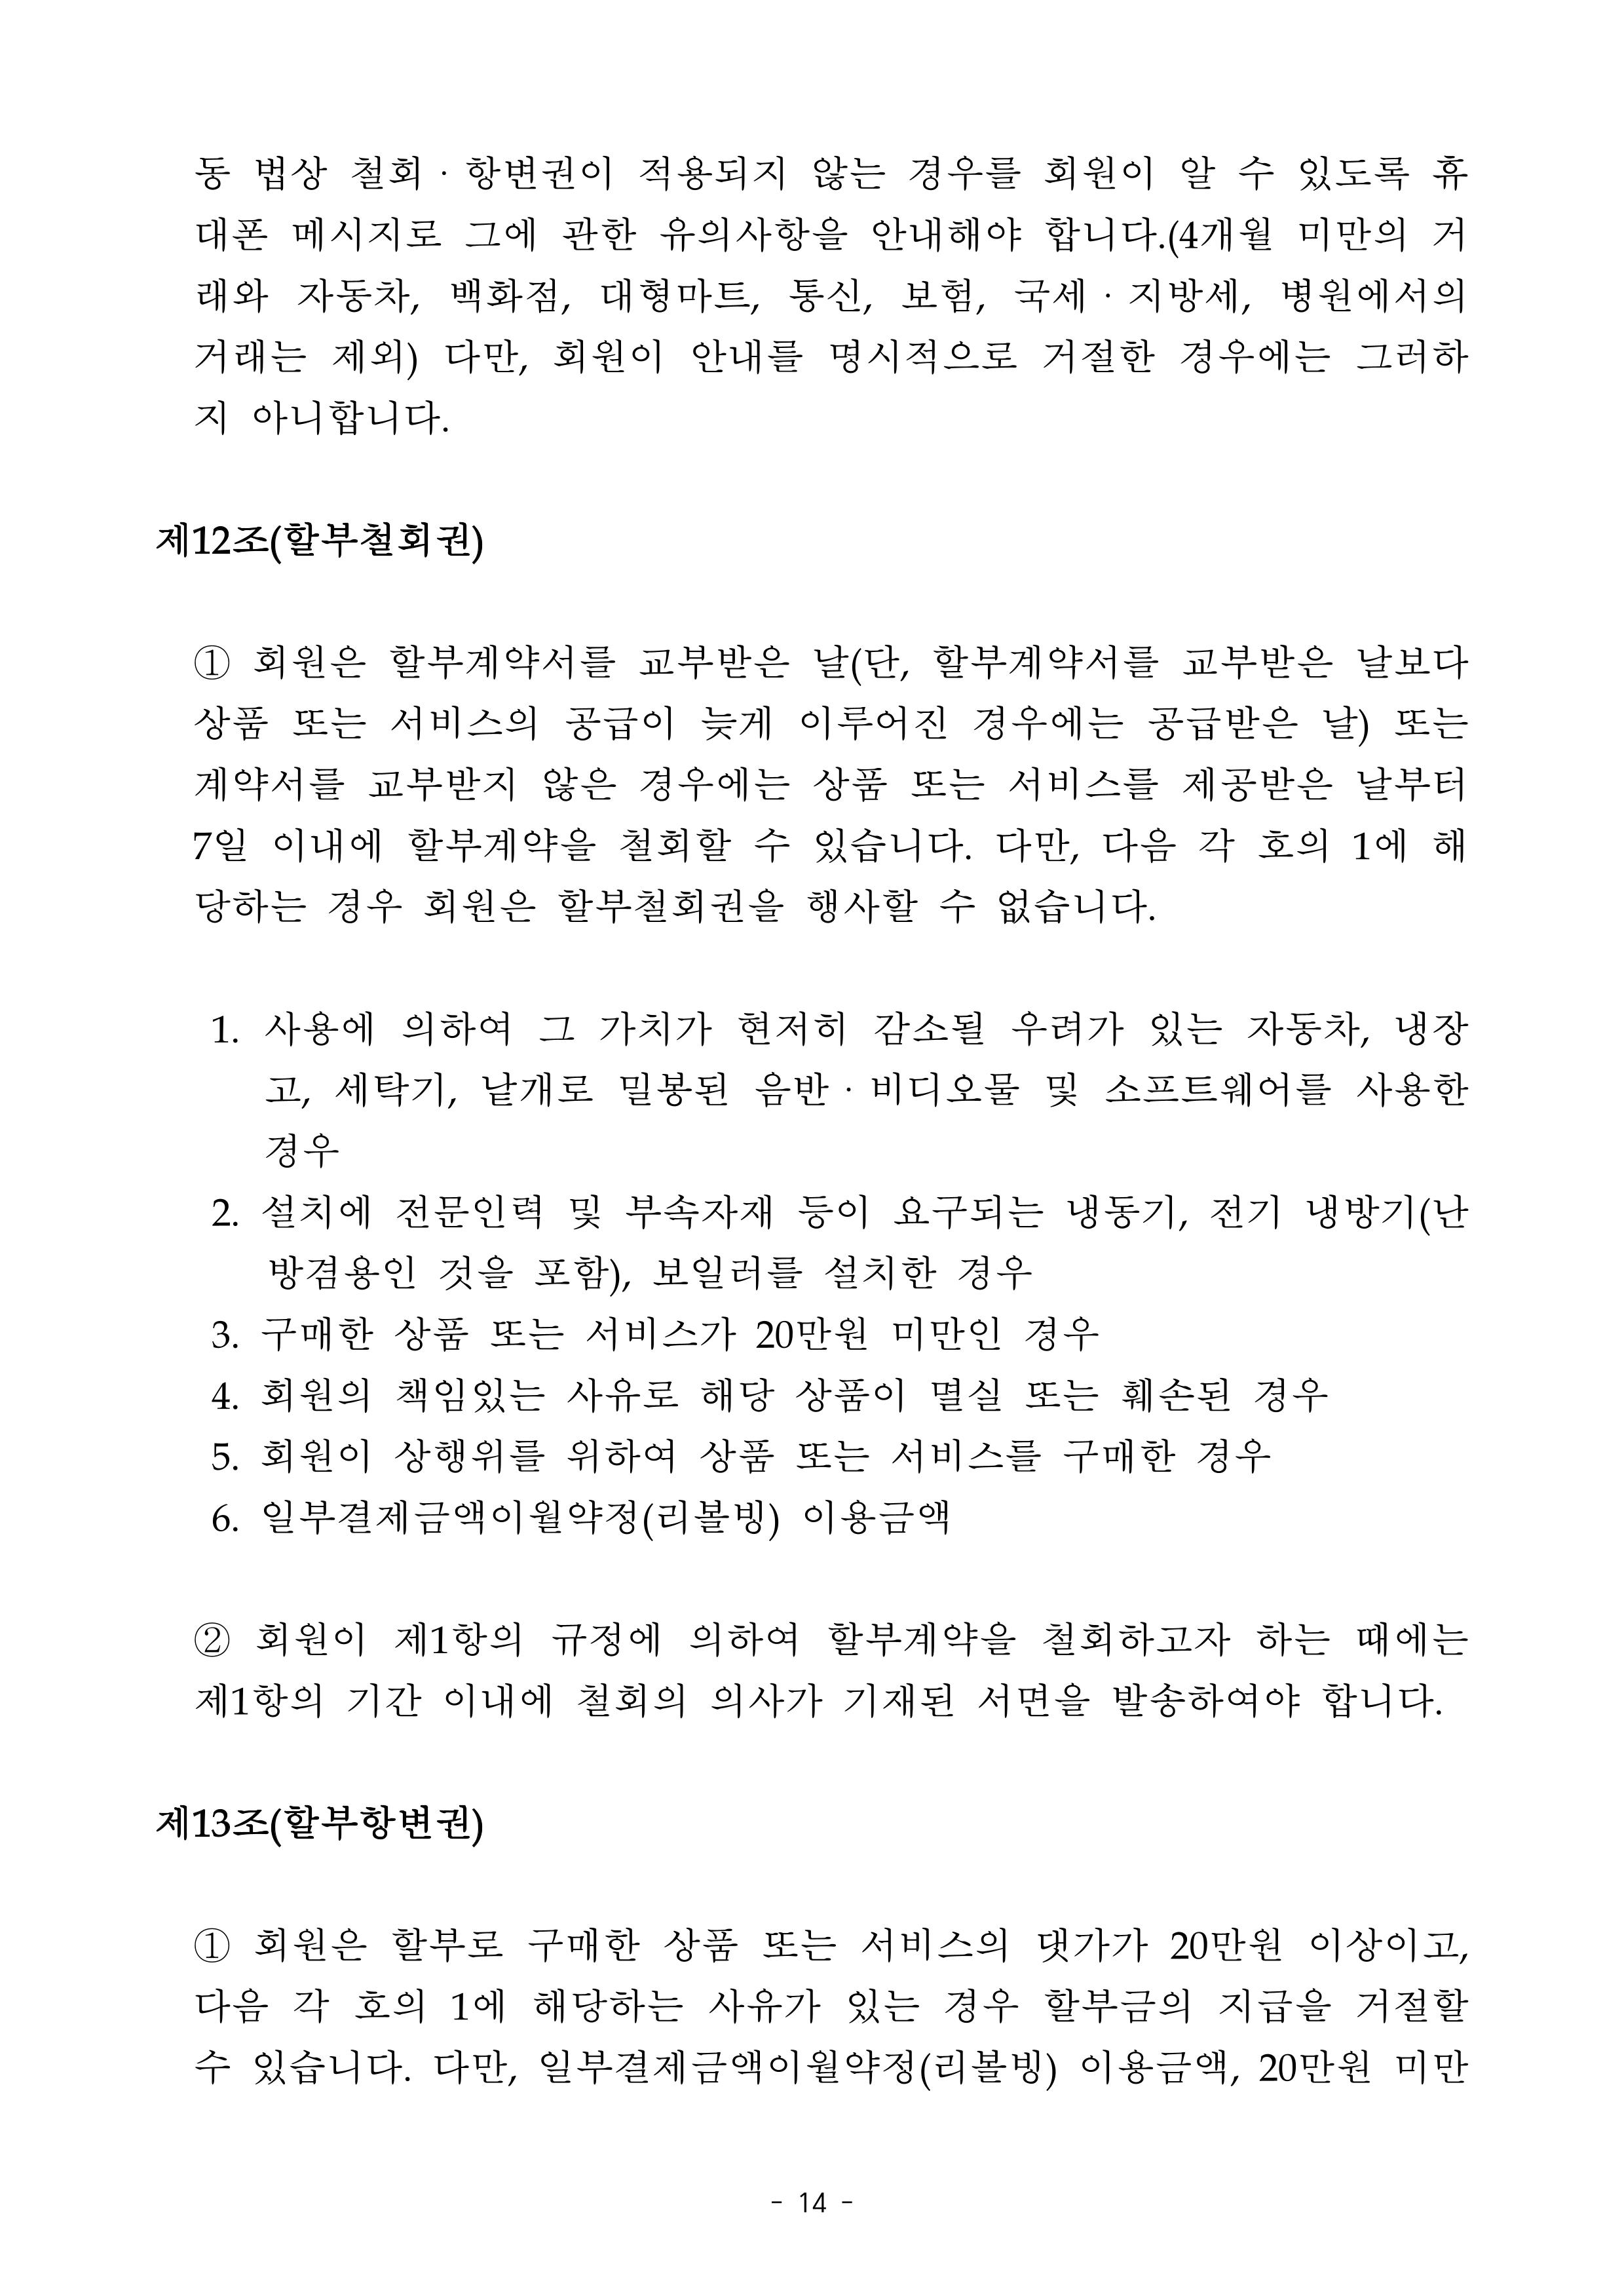 동 법상 철회·항변권이 적용되지 않는 경우를 회원이 알 수 있도록 휴
대폰 메시지로 그에 관한 유의사항을 안내해야 합니다.(4개월 미만의 거
래와 자동차, 백화점, 대형마트, 통신, 보험, 국세·지방세, 병원에서의
거래는 제외) 다만, 회원이 안내를 명시적으로 거절한 경우에는 그러하
지 아니합니다.
제12조(할부철회권)
① 회원은 할부계약서를 교부받은 날(단, 할부계약서를 교부받은 날보다
상품 또는 서비스의 공급이 늦게 이루어진 경우에는 공급받은 날) 또는
계약서를 교부받지 않은 경우에는 상품 또는 서비스를 제공받은 날부터
7일 이내에 할부계약을 철회할 수 있습니다. 다만, 다음 각 호의 1에 해
당하는 경우 회원은 할부철회권을 행사할 수 없습니다.
1. 사용에 의하여 그 가치가 현저히 감소될 우려가 있는 자동차, 냉장
고, 세탁기, 낱개로 밀봉된 음반·비디오물 및 소프트웨어를 사용한
경우
2. 설치에 전문인력 및 부속자재 등이 요구되는 냉동기, 전기 냉방기(난
방겸용인 것을 포함), 보일러를 설치한 경우
3. 구매한 상품 또는 서비스가 20만원 미만인 경우
4. 회원의 책임있는 사유로 해당 상품이 멸실 또는 훼손된 경우
5. 회원이 상행위를 위하여 상품 또는 서비스를 구매한 경우
6. 일부결제금액이월약정(리볼빙) 이용금액
② 회원이 제1항의 규정에 의하여 할부계약을 철회하고자 하는 때에는
제1항의 기간 이내에 철회의 의사가 기재된 서면을 발송하여야 합니다.
제13조(할부항변권)
① 회원은 할부로 구매한 상품 또는 서비스의 댓가가 20만원 이상이고,
다음 각 호의 1에 해당하는 사유가 있는 경우 할부금의 지급을 거절할
수 있습니다. 다만, 일부결제금액이월약정(리볼빙) 이용금액, 20만원 미만
- 14 -